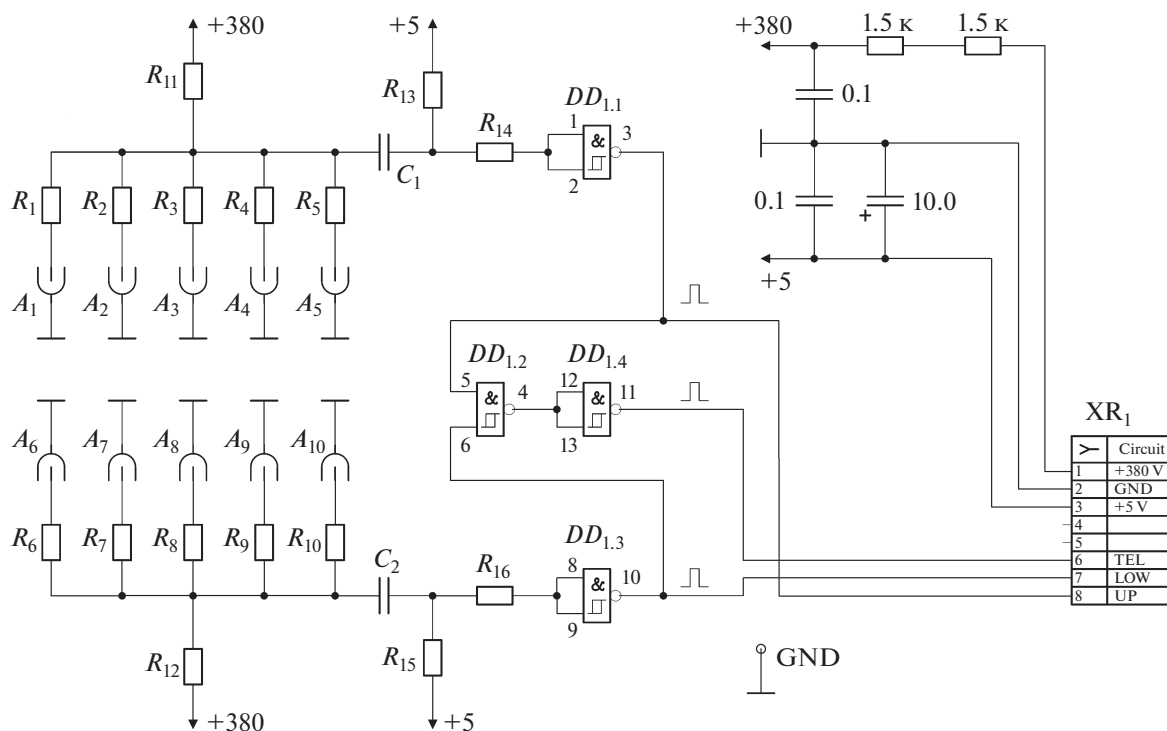 +380
+5
+380
1.5 к
1.5 к
R11
R13
DD1.1
0.1
R14
1
&
3
2
C1
R1
R2
R3
R4
R5
0.1
+
10.0
A1
A2
A3
A4
A5
+5
DD1.2
DD1.4
5
&
4
12
&
11
6
13
XR1
Circuit
1
+380 V
2
GND
3
+5 V
4
5
6
TEL
7
LOW
8
UP
A6
A7
A8
A9
A10
R6
R7
R8
R9
R10
C2
R16
DD1.3
8
&
10
9
R12
R15
GND
+380
+5